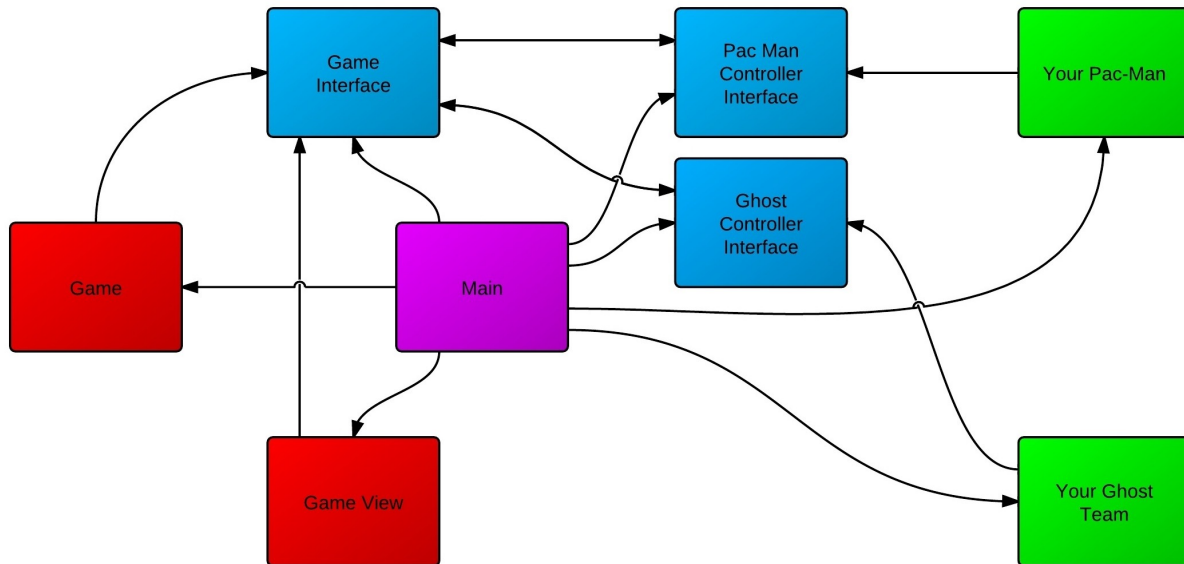 Game
Interface
Pac Man
Controller
Interface
Your Pac-Man
Ghost
Controller
Interface
Game
Main
Game View
Your Ghost
Team